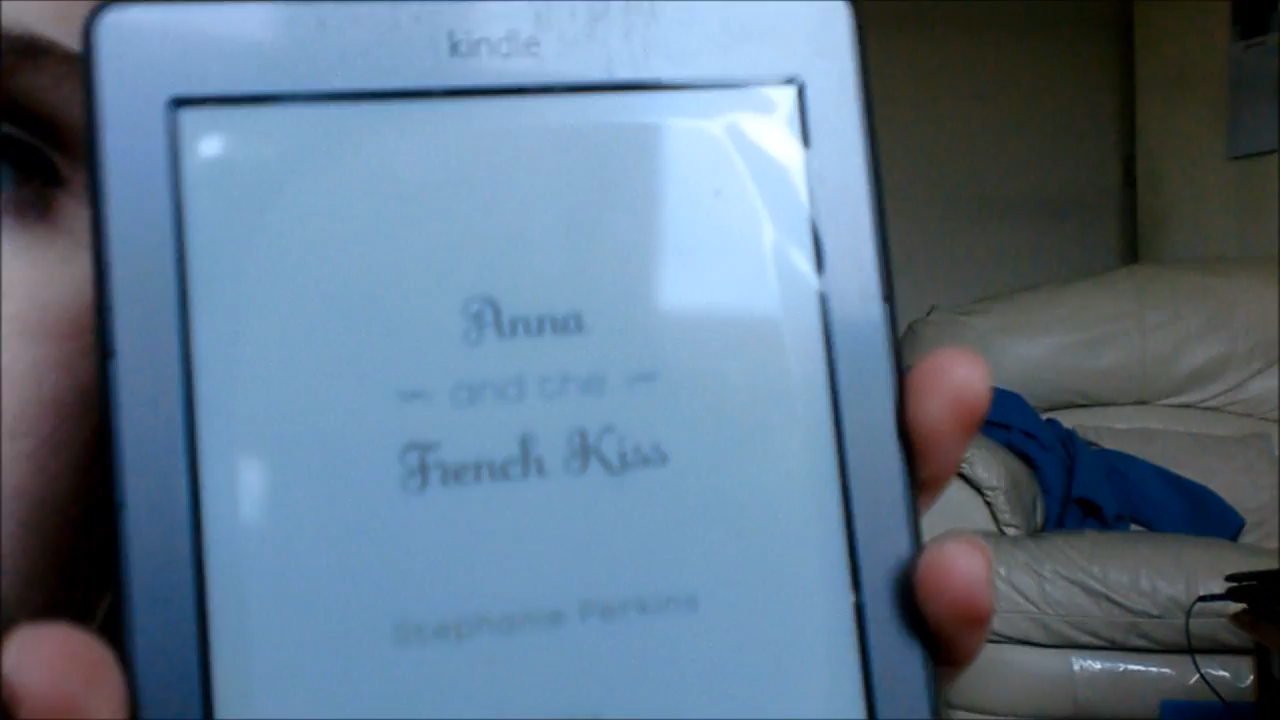 kindle
Anna
~ and the ~
French Kiss
Stephanie Perkins